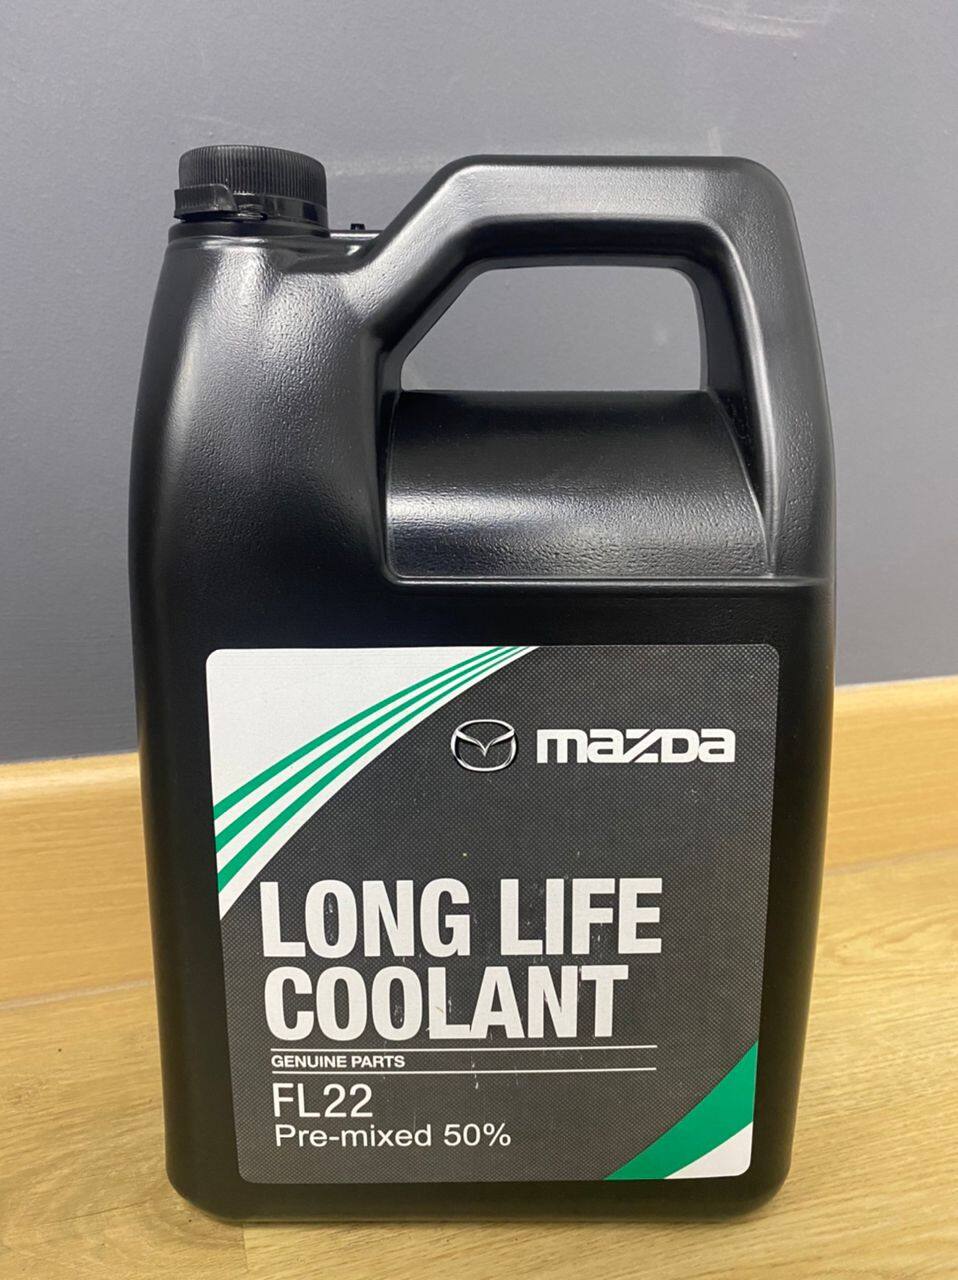 mazda
LONG LIFE
COOLANT
GENUINE PARTS
FL22
Pre-mixed 50%